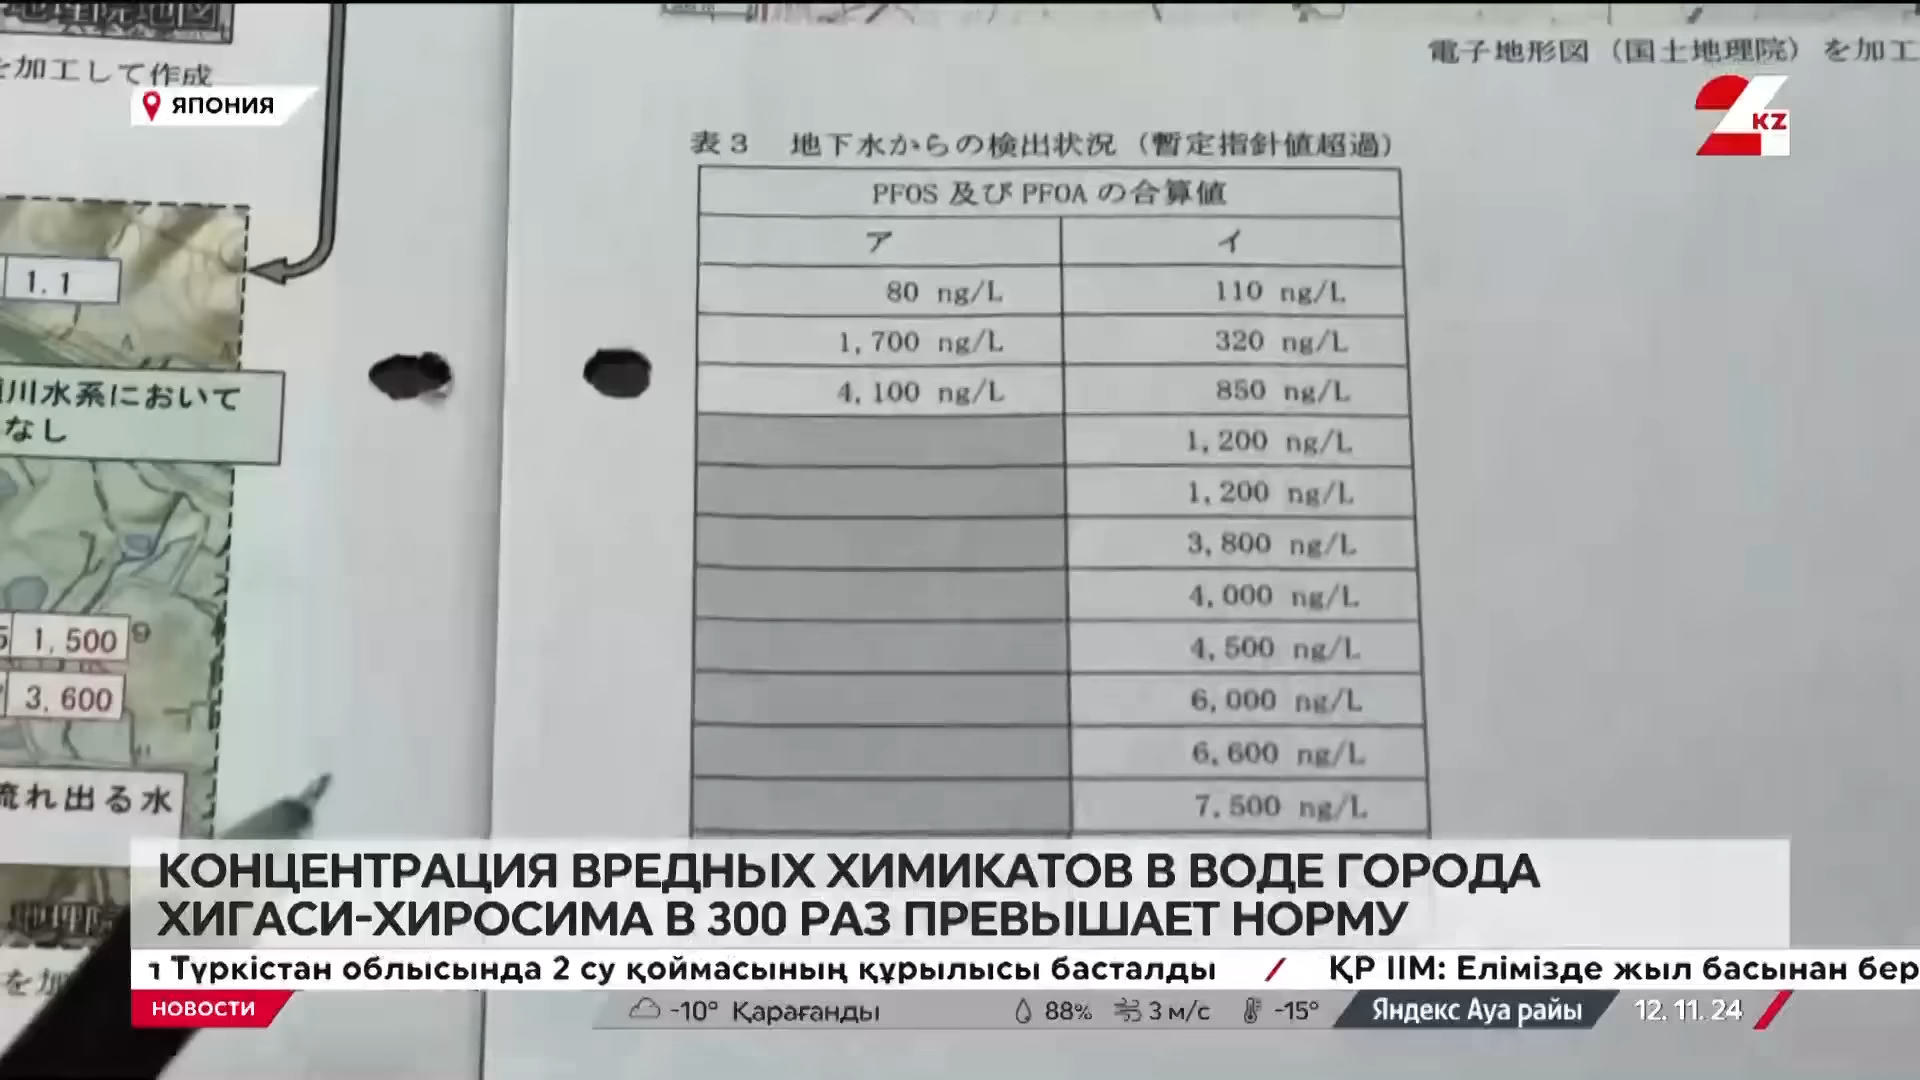 を加工して作成
電子地形図（国土地理院）を加工
ЯПОНИЯ
24 KZ
表3 地下水からの検出状況（暫定指針値超過）
PFOS 及び PFOA の合算値
ア イ
80 ng/L 110 ng/L
1,700 ng/L 320 ng/L
4,100 ng/L 850 ng/L
1,200 ng/L
1,200 ng/L
3,800 ng/L
4,000 ng/L
4,500 ng/L
6,000 ng/L
6,600 ng/L
7,500 ng/L
1.1
川水系において
なし
1,500
3,600
流れ出る水
КОНЦЕНТРАЦИЯ ВРЕДНЫХ ХИМИКАТОВ В ВОДЕ ГОРОДА
ХИГАСИ-ХИРОСИМА В 300 РАЗ ПРЕВЫШАЕТ НОРМУ
Түркістан облысында 2 су қоймасының құрылысы басталды / ҚР ІІМ: Елімізде жыл басынан бер
НОВОСТИ
-10° Қарағанды 88% 3 м/с -15° Яндекс Ауа райы 12.11.24